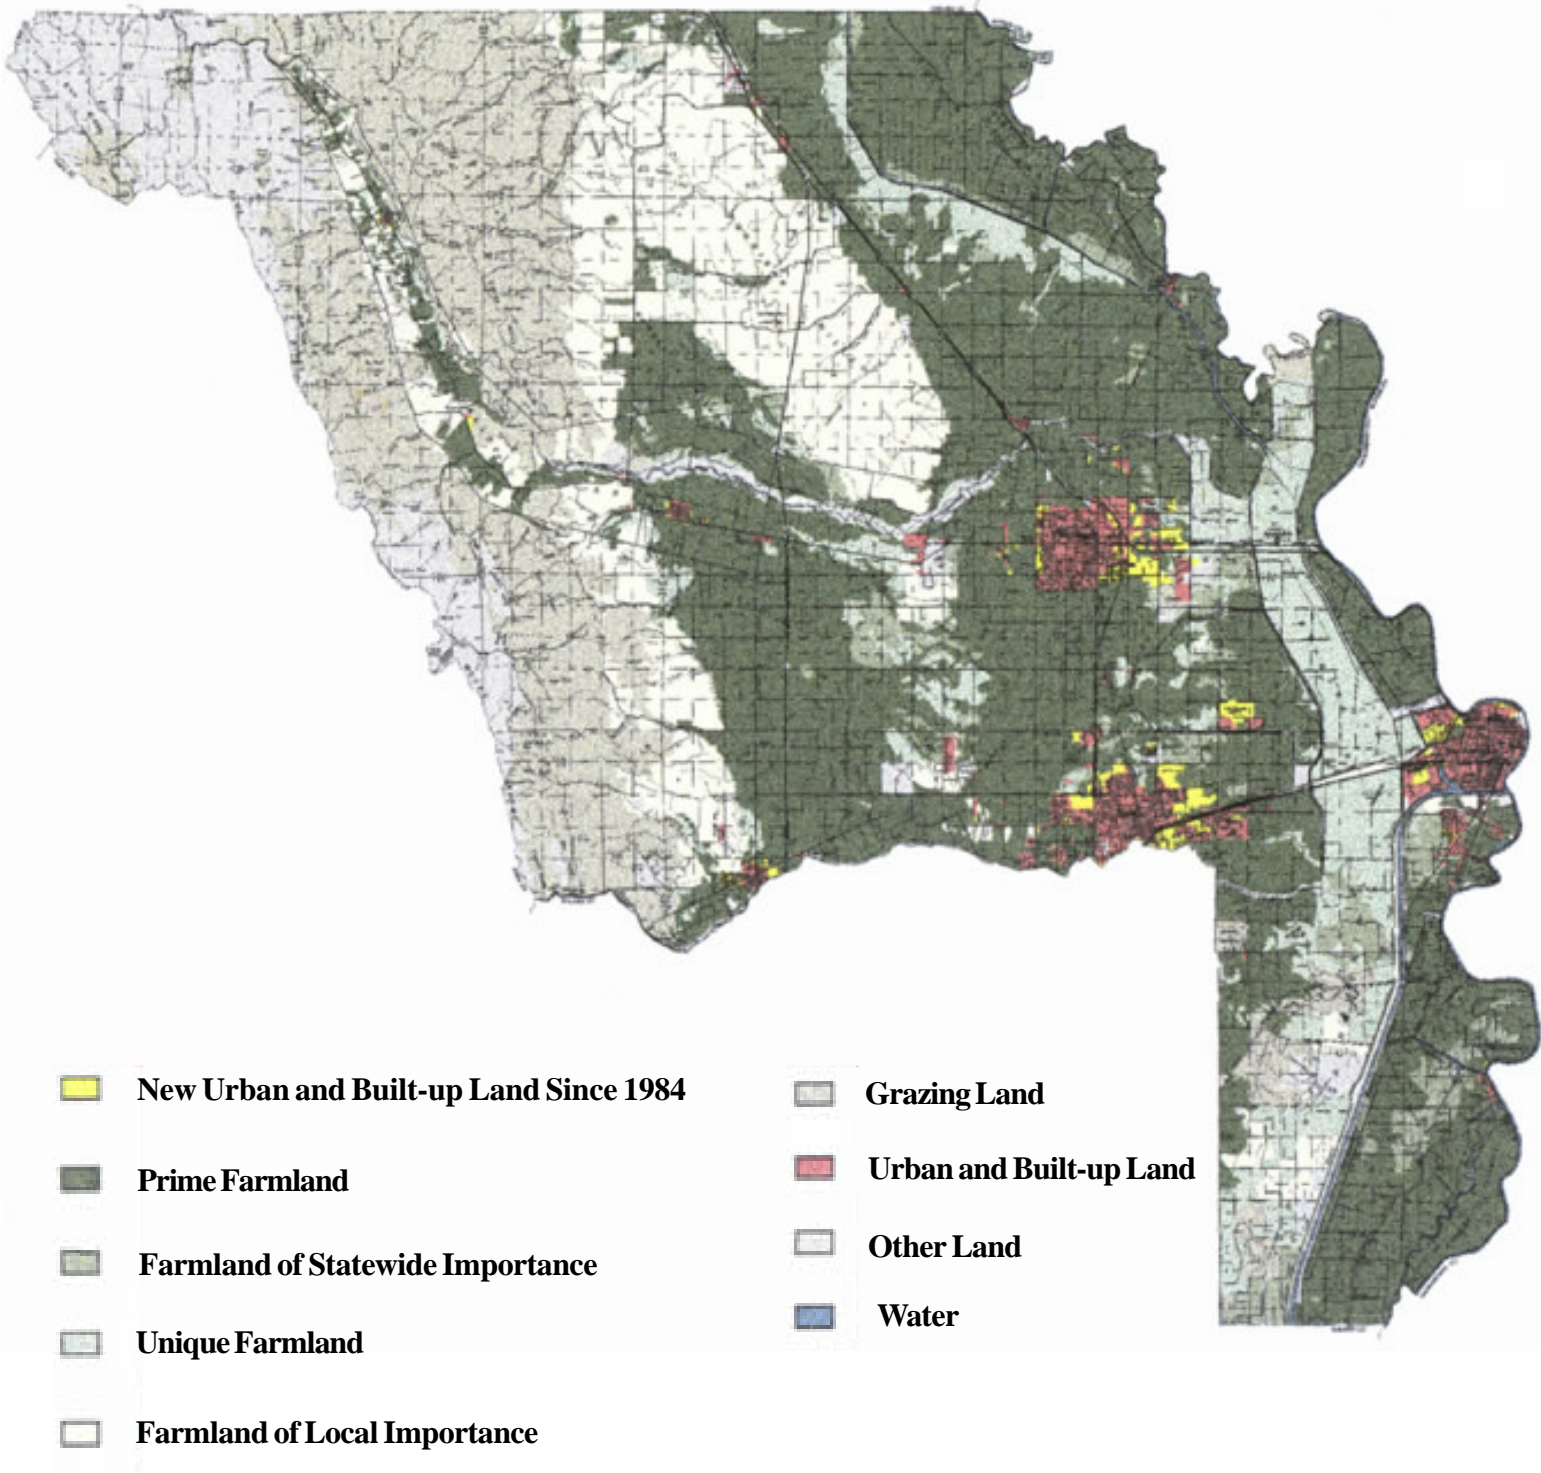 New Urban and Built-up Land Since 1984
Prime Farmland
Farmland of Statewide Importance
Unique Farmland
Farmland of Local Importance
Grazing Land
Urban and Built-up Land
Other Land
Water